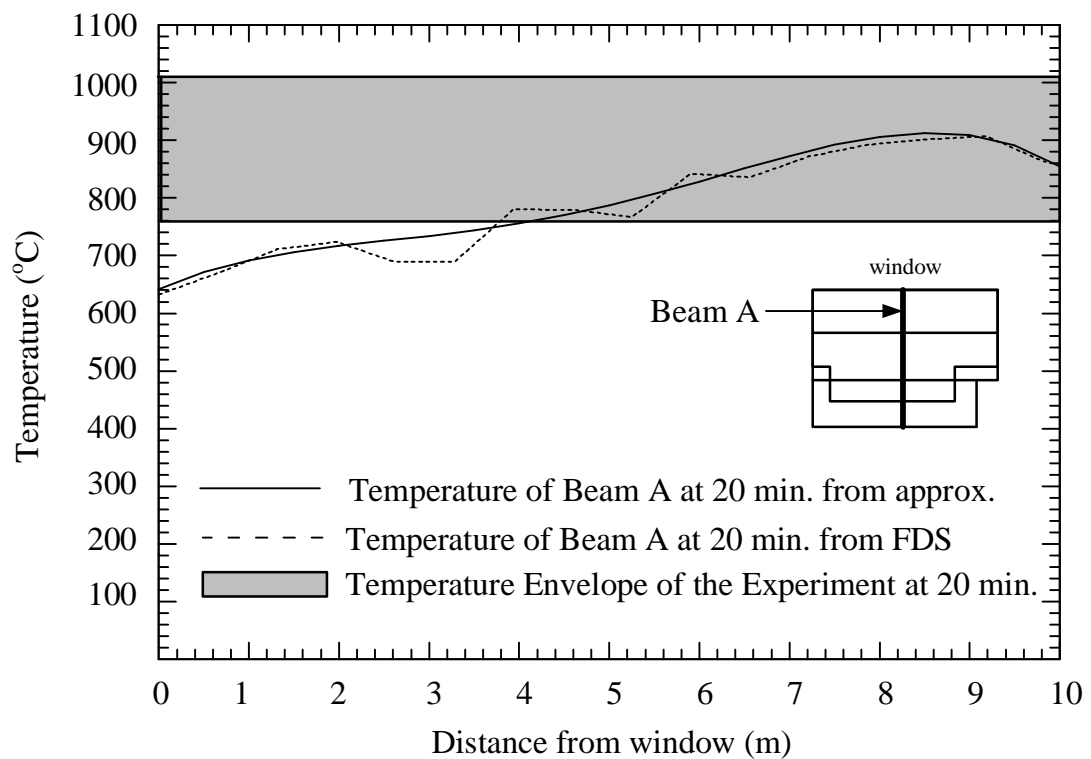 1100
1000
900
800
700
600
500
400
300
200
100
Temperature (°C)
window
Beam A
Temperature of Beam A at 20 min. from approx.
Temperature of Beam A at 20 min. from FDS
Temperature Envelope of the Experiment at 20 min.
0 1 2 3 4 5 6 7 8 9 10
Distance from window (m)